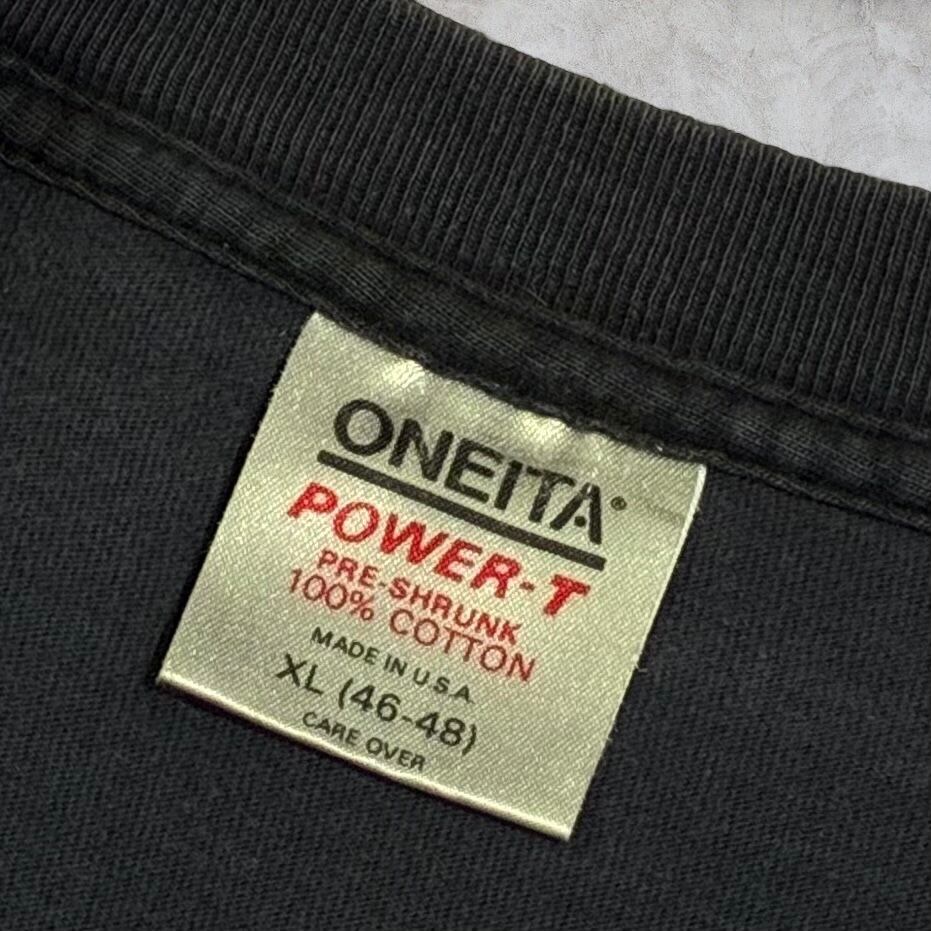 ONEITA®
POWER-T
PRE-SHRUNK
100% COTTON
MADE IN U.S.A.
XL (46-48)
CARE OVER